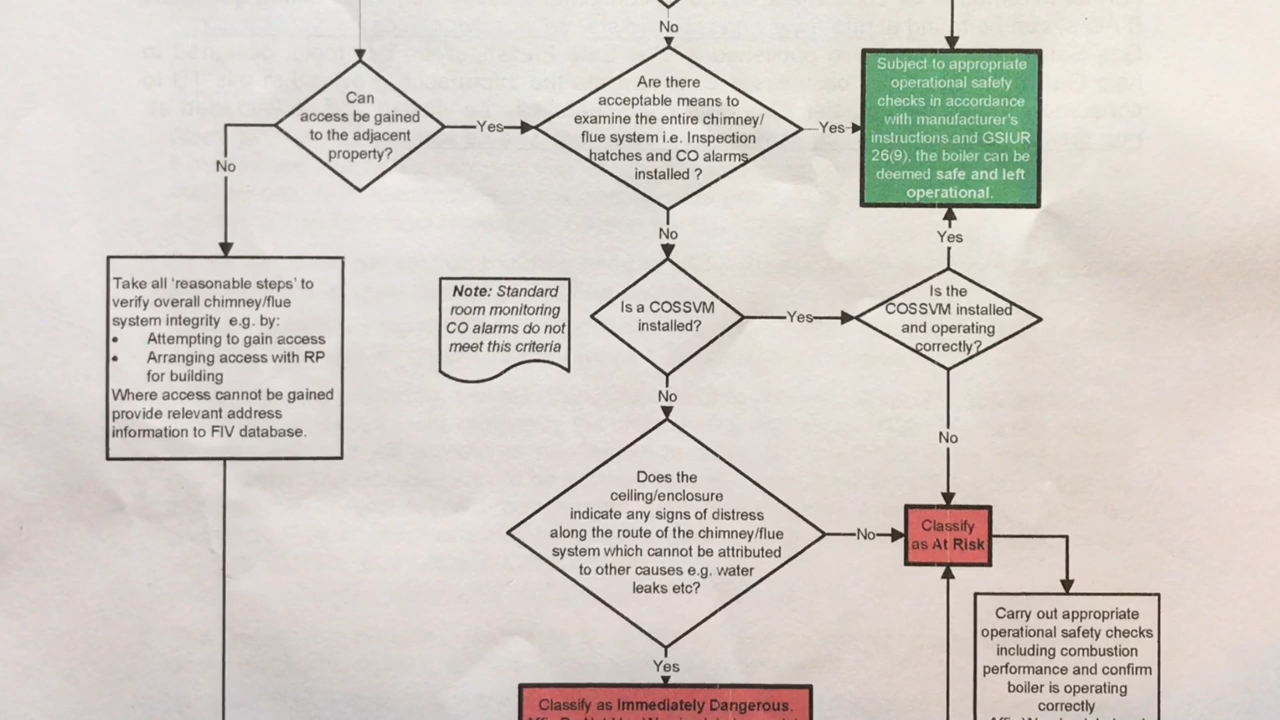 No
Can
access be gained
to the adjacent
property?
Yes
Are there
acceptable means to
examine the entire chimney/
flue system i.e. Inspection
hatches and CO alarms
installed ?
Yes
Subject to appropriate
operational safety
checks in accordance
with manufacturer's
instructions and GSIUR
26(9), the boiler can be
deemed safe and left
operational.
No
No
Yes
Take all 'reasonable steps' to
verify overall chimney/flue
system integrity e.g. by:
• Attempting to gain access
• Arranging access with RP
for building
Where access cannot be gained
provide relevant address
information to FIV database.
Note: Standard
room monitoring
CO alarms do not
meet this criteria
Is a COSSVM
installed?
Yes
Is the
COSSVM installed
and operating
correctly?
No
No
Does the
ceiling/enclosure
indicate any signs of distress
along the route of the chimney/flue
system which cannot be attributed
to other causes e.g. water
leaks etc?
No
Classify
as At Risk
Carry out appropriate
operational safety checks
including combustion
performance and confirm
boiler is operating
correctly
Yes
Classify as Immediately Dangerous.